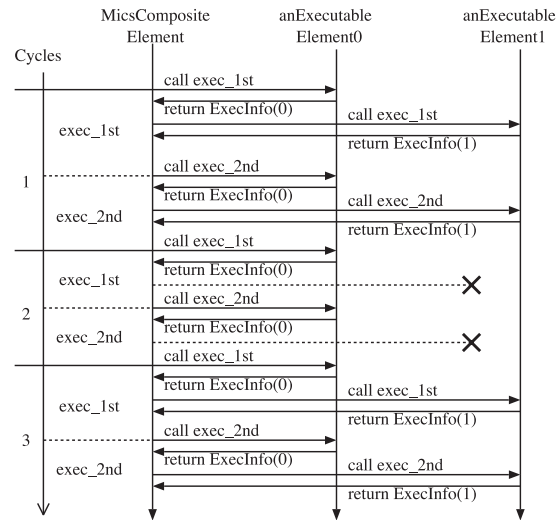 MicsComposite
Element
anExecutable
Element0
anExecutable
Element1
Cycles
call exec_1st
return ExecInfo(0)
call exec_1st
exec_1st
return ExecInfo(1)
call exec_2nd
1
return ExecInfo(0)
call exec_2nd
exec_2nd
return ExecInfo(1)
call exec_1st
return ExecInfo(0)
exec_1st
call exec_2nd
2
return ExecInfo(0)
exec_2nd
call exec_1st
return ExecInfo(0)
call exec_1st
exec_1st
return ExecInfo(1)
call exec_2nd
3
return ExecInfo(0)
call exec_2nd
exec_2nd
return ExecInfo(1)